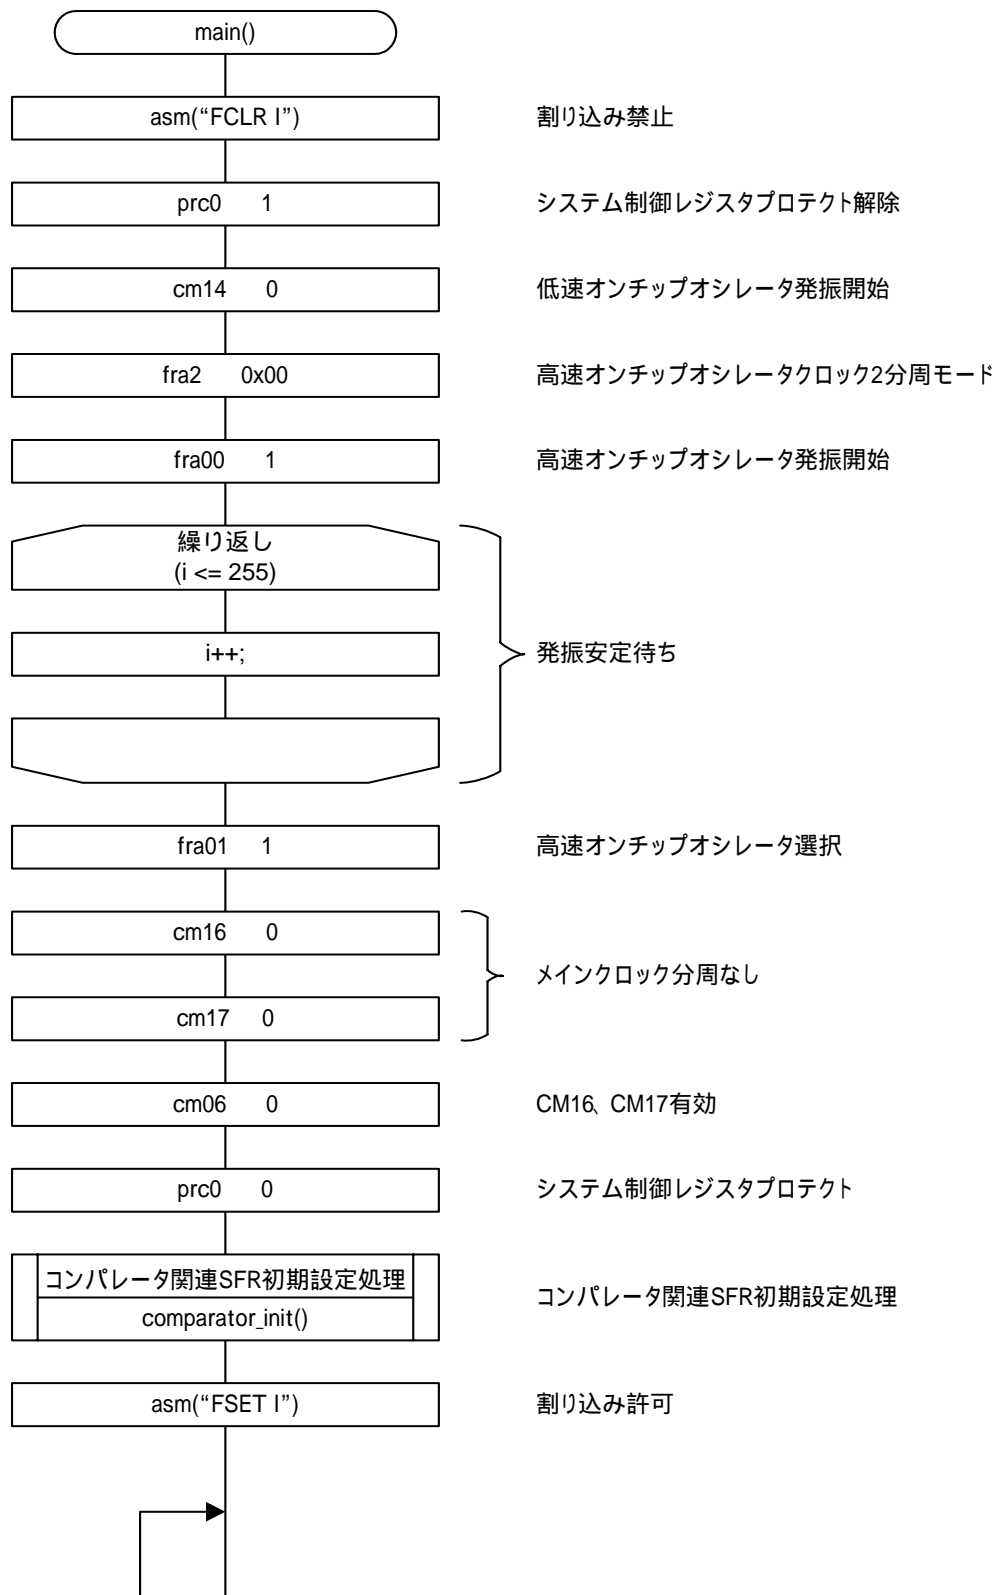 main()
asm(“FCLR I”) 割り込み禁止
prc0 1 システム制御レジスタプロテクト解除
cm14 0 低速オンチップオシレータ発振開始
fra2 0x00 高速オンチップオシレータクロック2分周モード
fra00 1 高速オンチップオシレータ発振開始
繰り返し
(i <= 255)
i++; 発振安定待ち
fra01 1 高速オンチップオシレータ選択
cm16 0
メインクロック分周なし
cm17 0
cm06 0 CM16、CM17有効
prc0 0 システム制御レジスタプロテクト
コンパレータ関連SFR初期設定処理
comparator_init() コンパレータ関連SFR初期設定処理
asm(“FSET I”) 割り込み許可